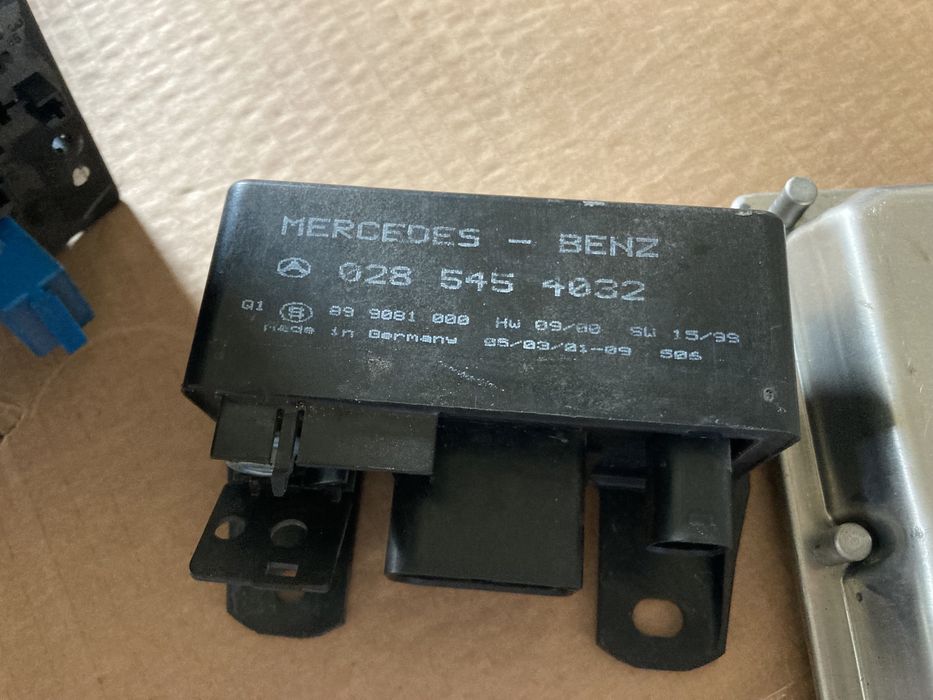 MERCEDES - BENZ
028 545 4032
Q1 S 89 9081 000 HW 09/00 SW 15/99
made in Germany 05/03/01-09 S06